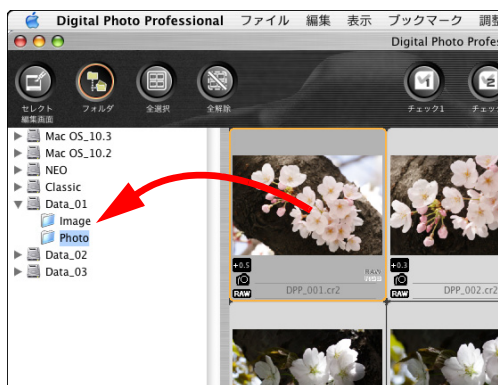 Digital Photo Professional ファイル 編集 表示 ブックマーク 調整
Digital Photo Profes
セレクト編集画面 フォルダ 全選択 全解除 チェック1 チェック
Mac OS_10.3
Mac OS_10.2
NEO
Classic
Data_01
Image
Photo
Data_02
Data_03
+0.5
RAW
DPP_001.cr2
+0.3
RAW
DPP_002.cr2